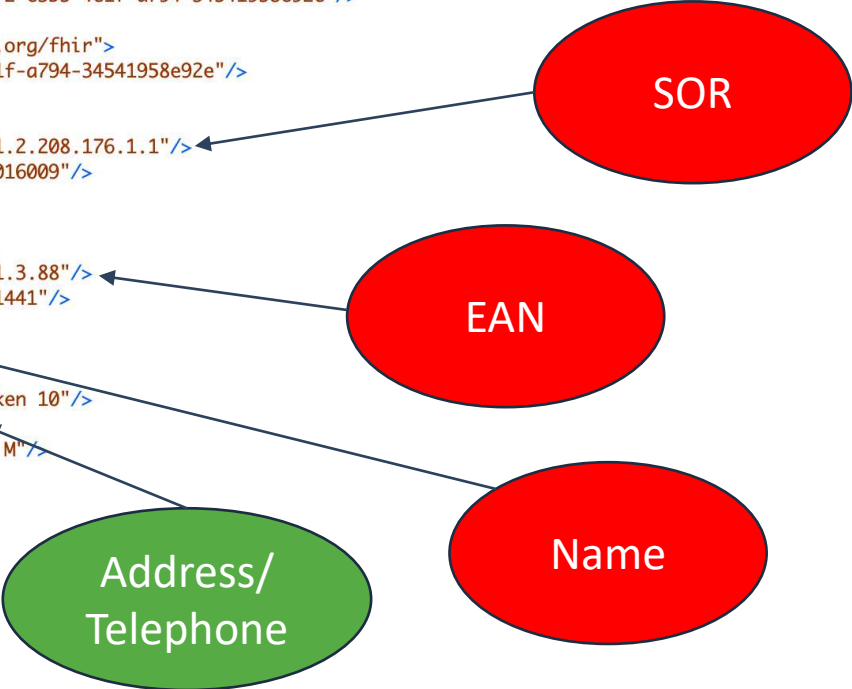 .org/fhir">
lf-a794-34541958e92e"/>
SOR
1.2.208.176.1.1"/>
016009"/>
1.3.88"/>
1441"/>
EAN
ken 10"/>
M"/>
Name
Address/
Telephone